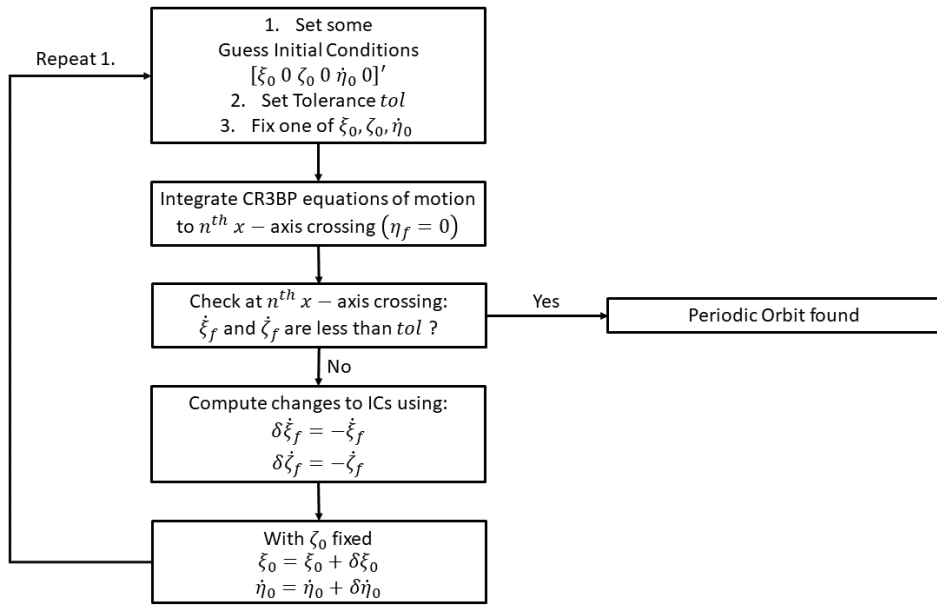 Repeat 1.
1. Set some
Guess Initial Conditions
[ξ₀ 0 ζ₀ 0 η̇₀ 0]′
2. Set Tolerance tol
3. Fix one of ξ₀, ζ₀, η̇₀
Integrate CR3BP equations of motion
to nᵗʰ x − axis crossing (η_f = 0)
Check at nᵗʰ x − axis crossing:
ξ̇_f and ζ̇_f are less than tol ?
Yes
Periodic Orbit found
No
Compute changes to ICs using:
δξ̇_f = −ξ̇_f
δζ̇_f = −ζ̇_f
With ζ₀ fixed
ξ₀ = ξ₀ + δξ₀
η̇₀ = η̇₀ + δη̇₀